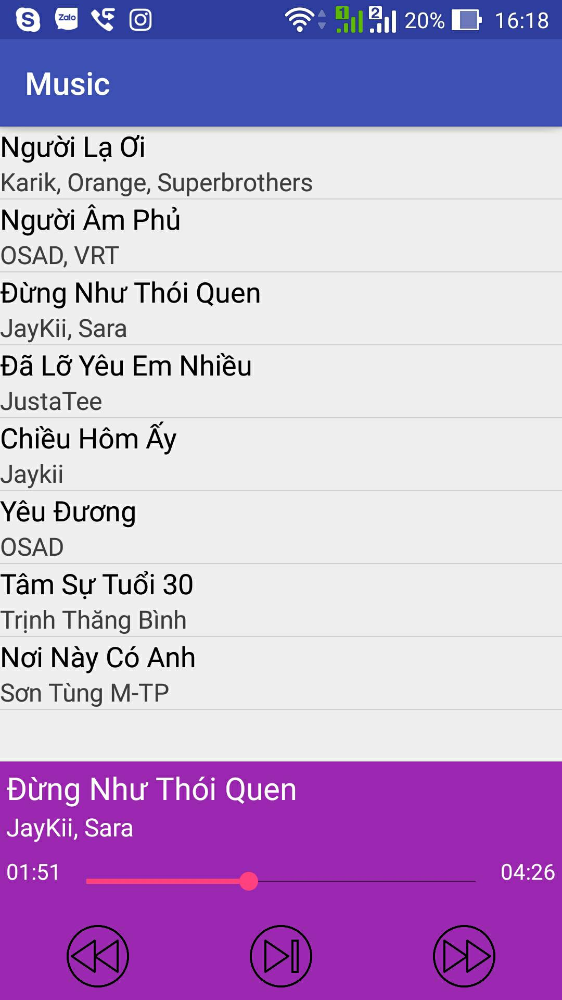 S Zalo 1 2 20% 16:18
Music
Người Lạ Ơi
Karik, Orange, Superbrothers
Người Âm Phủ
OSAD, VRT
Đừng Như Thói Quen
JayKii, Sara
Đã Lỡ Yêu Em Nhiều
JustaTee
Chiều Hôm Ấy
Jaykii
Yêu Đương
OSAD
Tâm Sự Tuổi 30
Trịnh Thăng Bình
Nơi Này Có Anh
Sơn Tùng M-TP
Đừng Như Thói Quen
JayKii, Sara
01:51 04:26